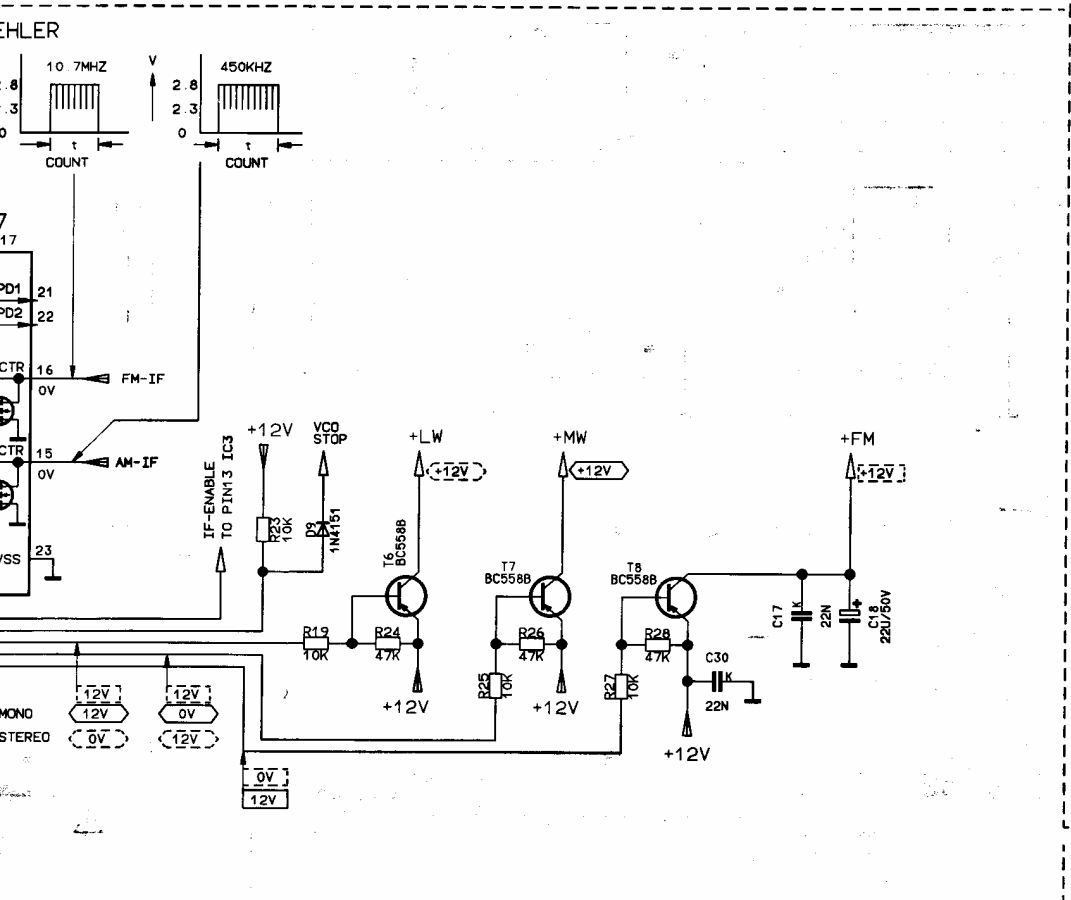 EHLER
10.7MHZ
V
450KHZ
.8
.3
0
2.8
2.3
0
t
COUNT
t
COUNT
7
17
PD1
21
PD2
22
CTR
16
0V
FM-IF
CTR
15
0V
AM-IF
VSS
23
IF-ENABLE
TO PIN13 IC3
+12V
R23
10K
VCO
STOP
D9
1N4151
+LW
+12V
T6
BC558B
R19
10K
R24
47K
+12V
+MW
+12V
T7
BC558B
R26
47K
R25
10K
+12V
+FM
+12V
T8
BC558B
R28
47K
R27
10K
C30
K
22N
+12V
C17
K
22N
+
C18
22U/50V
12V
12V
MONO
12V
0V
STEREO
0V
12V
0V
12V